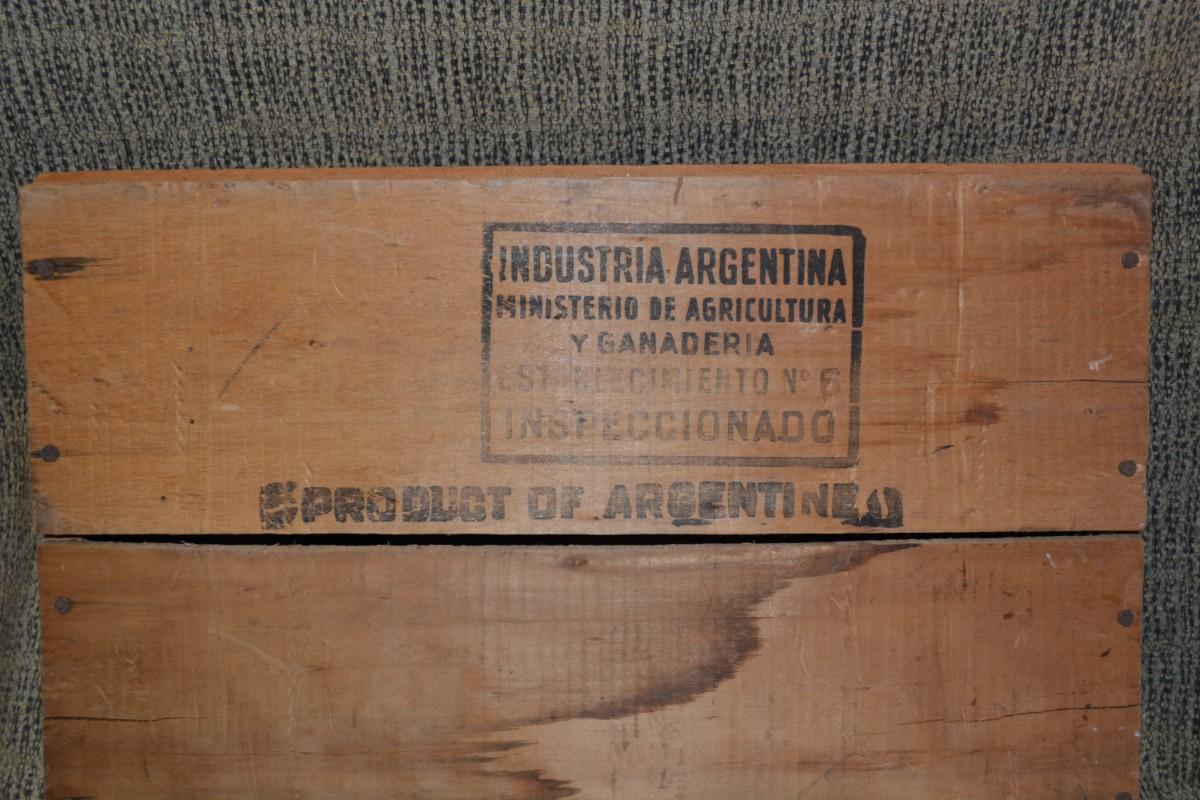 INDUSTRIA ARGENTINA
MINISTERIO DE AGRICULTURA
Y GANADERIA
ESTABLECIMIENTO Nº 6
INSPECCIONADO
PRODUCT OF ARGENTINE